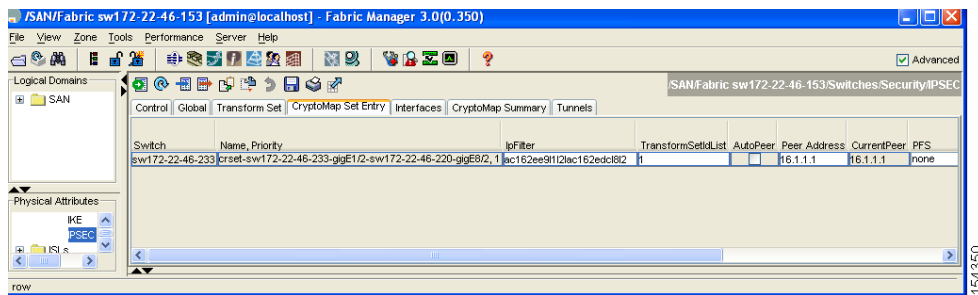 /SAN/Fabric sw172-22-46-153 [admin@localhost] - Fabric Manager 3.0(0.350)
File View Zone Tools Performance Server Help
Advanced
Logical Domains
/SAN/Fabric sw172-22-46-153/Switches/Security/IPSEC
SAN
Control Global Transform Set CryptoMap Set Entry Interfaces CryptoMap Summary Tunnels
Switch Name, Priority IpFilter TransformSetIdList AutoPeer Peer Address CurrentPeer PFS
sw172-22-46-233 crset-sw172-22-46-233-gigE1/2-sw172-22-46-220-gigE8/2, 1 1 16.1.1.1 16.1.1.1 none
Physical Attributes
IKE
IPSEC
ISLs
row
154350